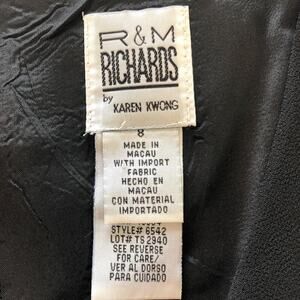 R & M
RICHARDS
by
KAREN KWONG
8
MADE IN
MACAU
WITH IMPORT
FABRIC
HECHO EN
MACAU
CON MATERIAL
IMPORTADO
STYLE# 6542
LOT# TS 2940
SEE REVERSE
FOR CARE/
VER AL DORSO
PARA CUIDADO